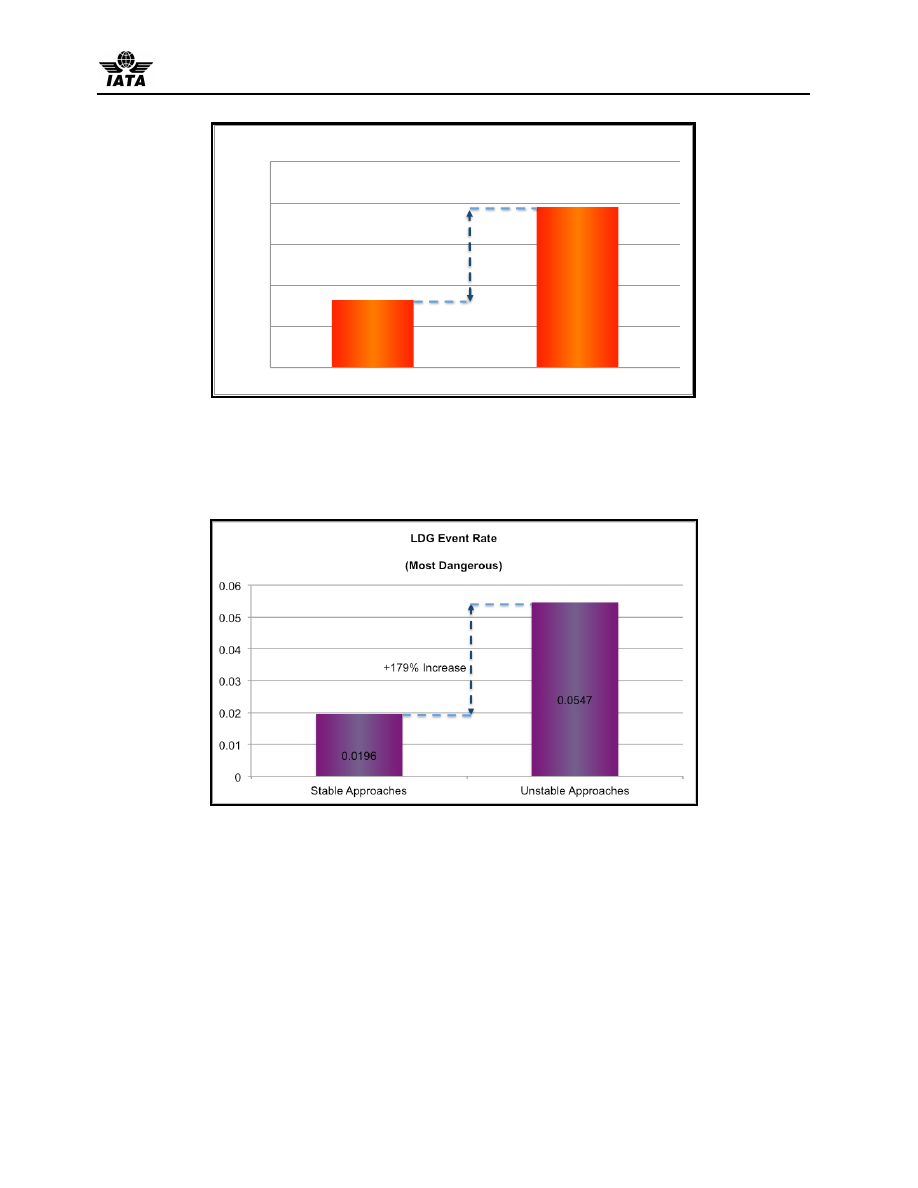 IATA
LDG Event Rate
(Most Dangerous)
0.06
0.05
0.04
+179% Increase
0.03
0.0547
0.02
0.01
0.0196
0
Stable Approaches Unstable Approaches